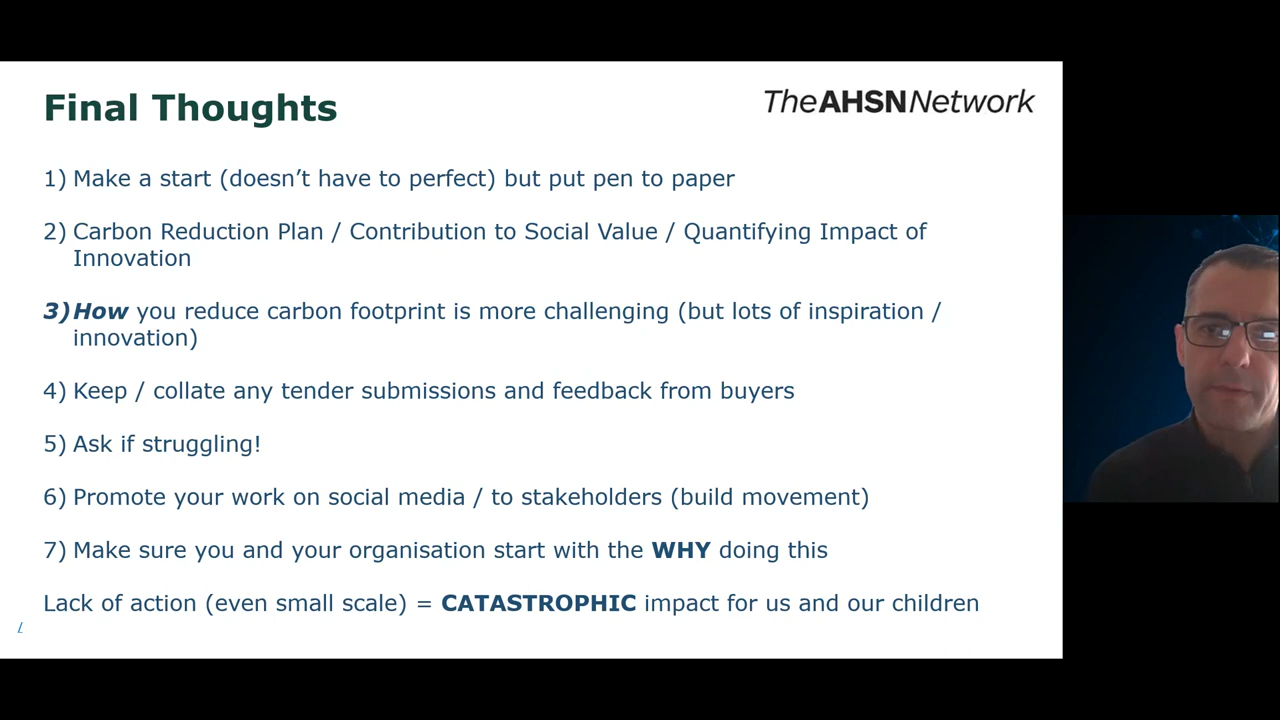 Final Thoughts
TheAHSNNetwork
1) Make a start (doesn’t have to perfect) but put pen to paper
2) Carbon Reduction Plan / Contribution to Social Value / Quantifying Impact of
Innovation
3) How you reduce carbon footprint is more challenging (but lots of inspiration /
innovation)
4) Keep / collate any tender submissions and feedback from buyers
5) Ask if struggling!
6) Promote your work on social media / to stakeholders (build movement)
7) Make sure you and your organisation start with the WHY doing this
Lack of action (even small scale) = CATASTROPHIC impact for us and our children